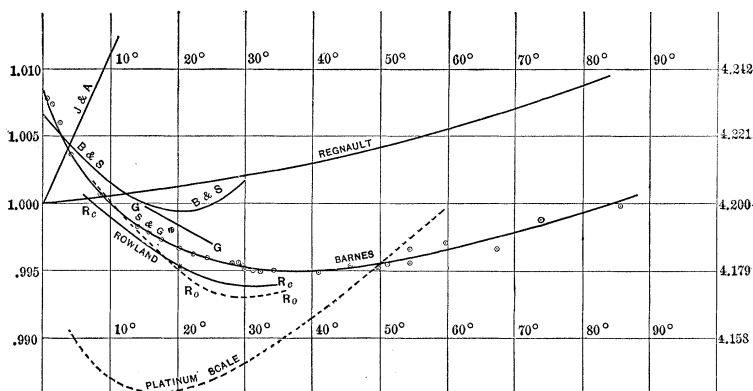 10° 20° 30° 40° 50° 60° 70° 80° 90°
1.010 4.212
J & A
1.005 4.221
B & S
REGNAULT
B & S
1.000 4.200
G
Rc
S & G
ROWLAND
G
BARNES
.995 4.179
Rc
Ro
Ro
10° 20° 30° 40° 50° 60° 70° 80° 90°
.990 4.158
PLATINUM SCALE